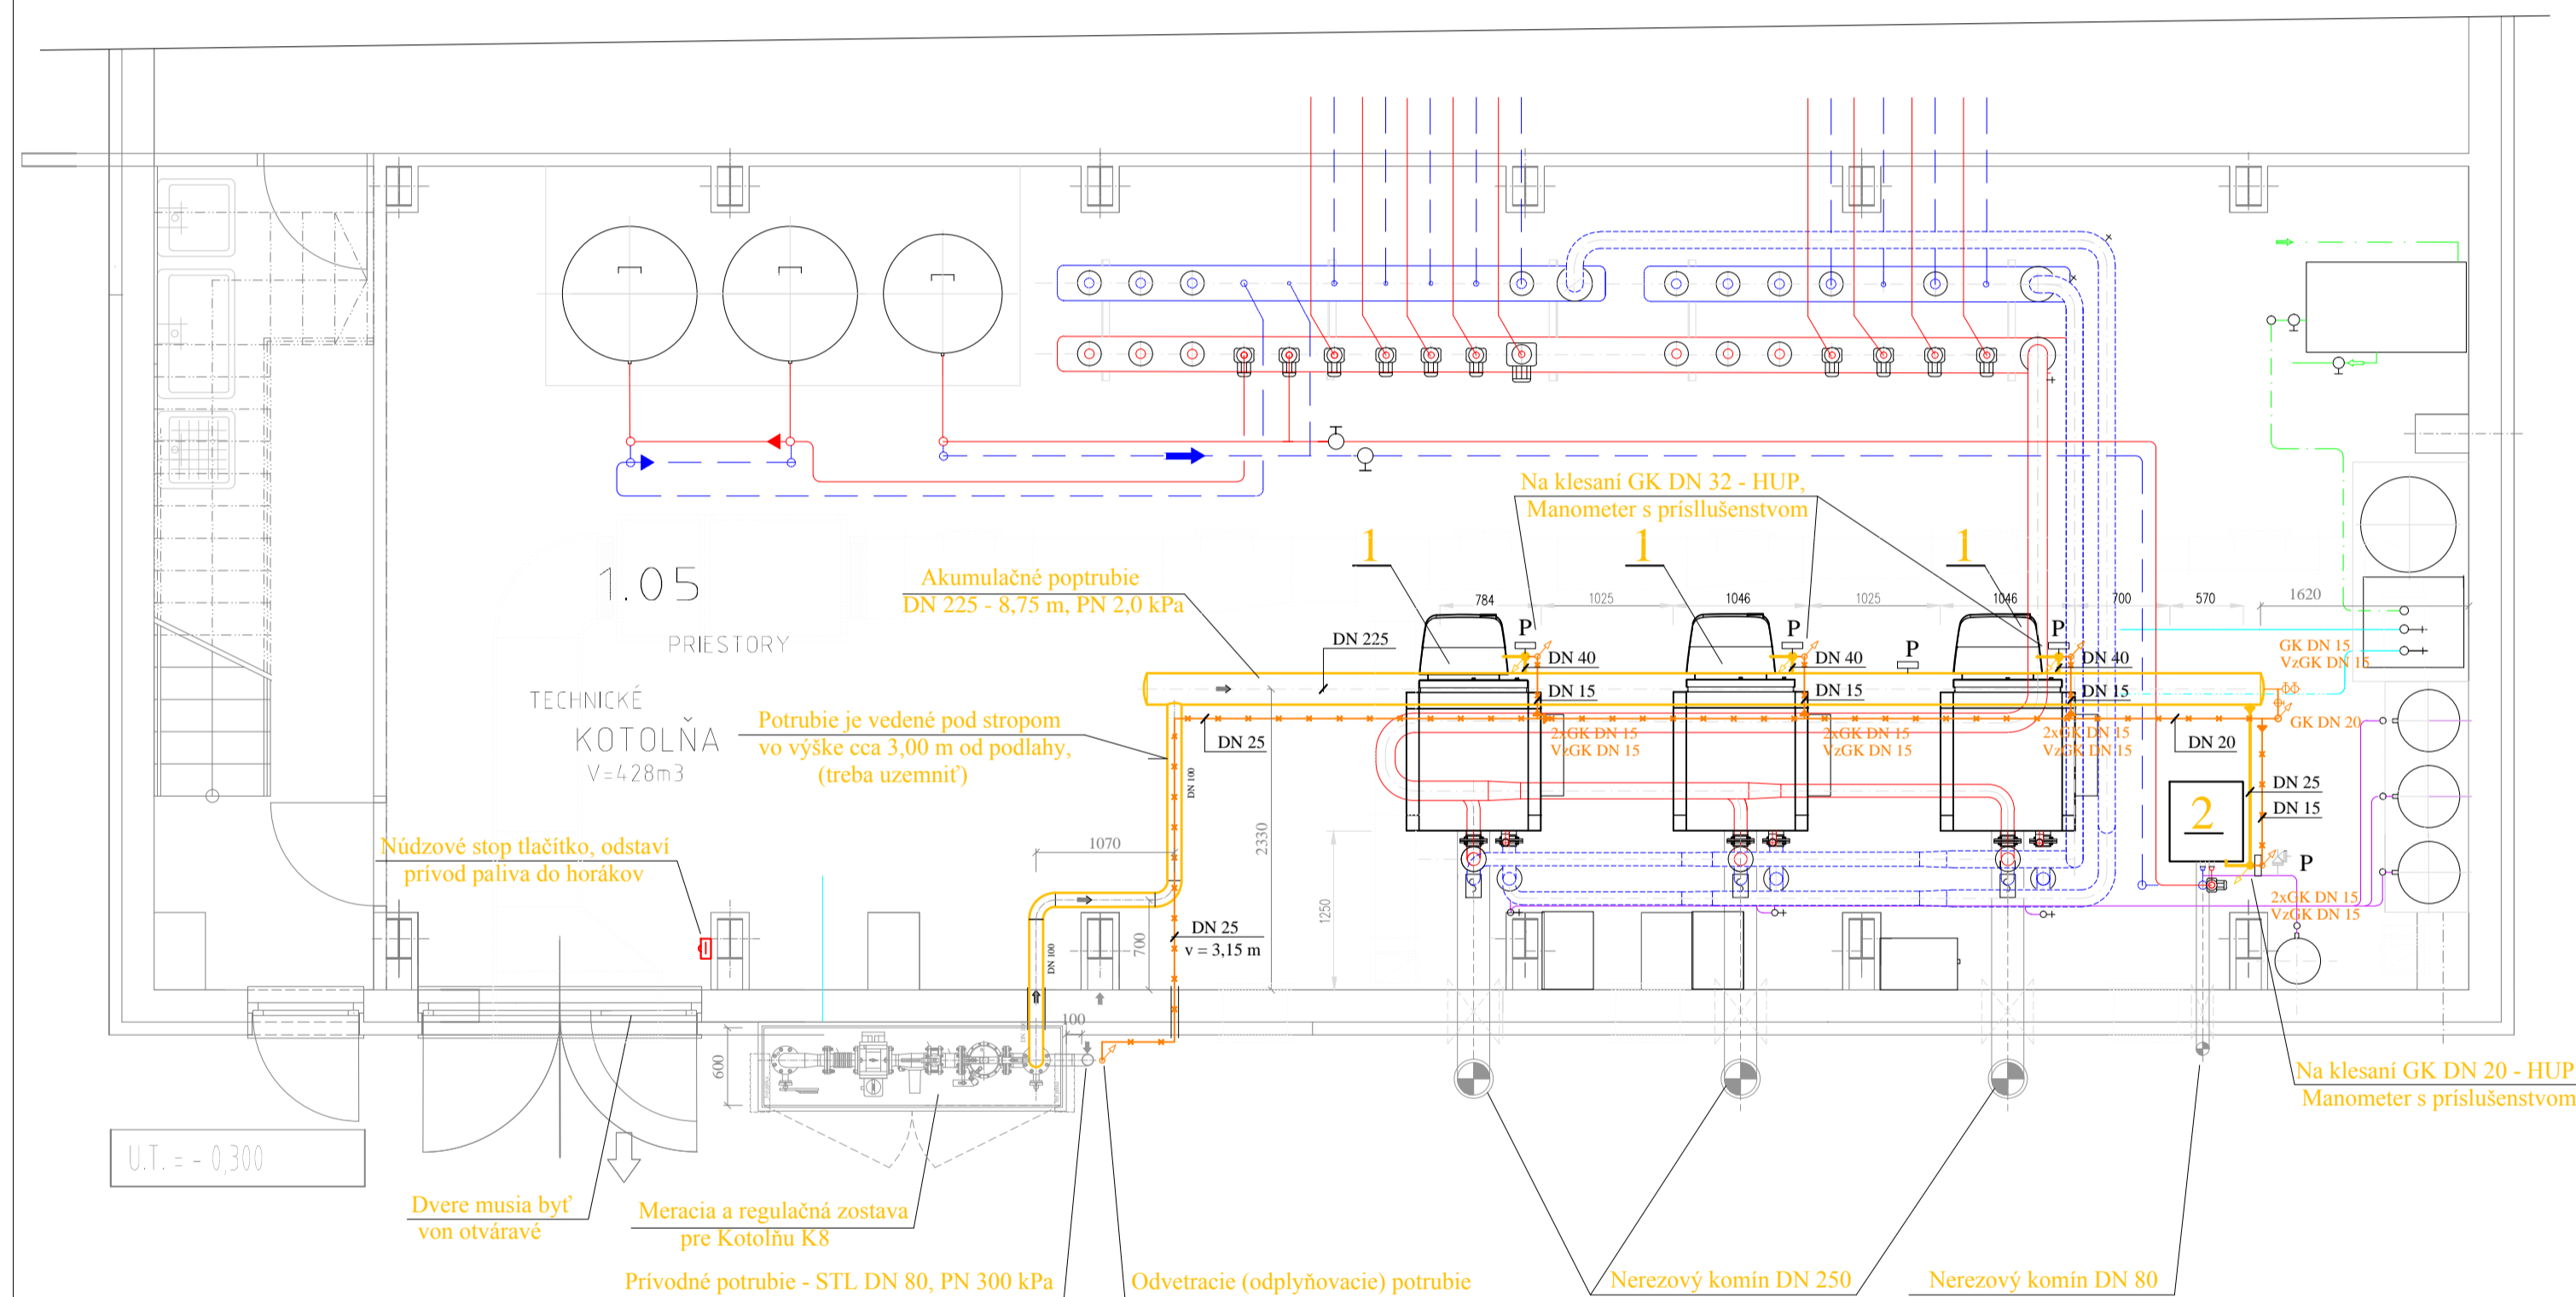 Na klesaní GK DN 32 - HUP,
Manometer s prísllušenstvom
1
1
1
1.05
PRIESTORY
TECHNICKÉ
KOTOLŇA
V=428m3
Akumulačné poptrubie
DN 225 - 8,75 m, PN 2,0 kPa
784
1025
1046
1025
1046
700
570
1620
DN 225
P
P
P
P
DN 40
DN 40
DN 40
DN 15
DN 15
DN 15
GK DN 15
VzGK DN 15
GK DN 20
Potrubie je vedené pod stropom
vo výške cca 3,00 m od podlahy,
(treba uzemniť)
DN 25
DN 100
2xGK DN 15
VzGK DN 15
2xGK DN 15
VzGK DN 15
2xGK DN 15
VzGK DN 15
DN 20
DN 25
DN 15
2
P
2xGK DN 15
VzGK DN 15
Núdzové stop tlačítko, odstaví
prívod paliva do horákov
1070
2330
1250
700
DN 25
v = 3,15 m
DN 100
100
600
Na klesaní GK DN 20 - HUP
Manometer s príslušenstvom
U.T. = - 0,300
Dvere musia byť
von otváravé
Meracia a regulačná zostava
pre Kotolňu K8
Prívodné potrubie - STL DN 80, PN 300 kPa
Odvetracie (odplyňovacie) potrubie
Nerezový komín DN 250
Nerezový komín DN 80